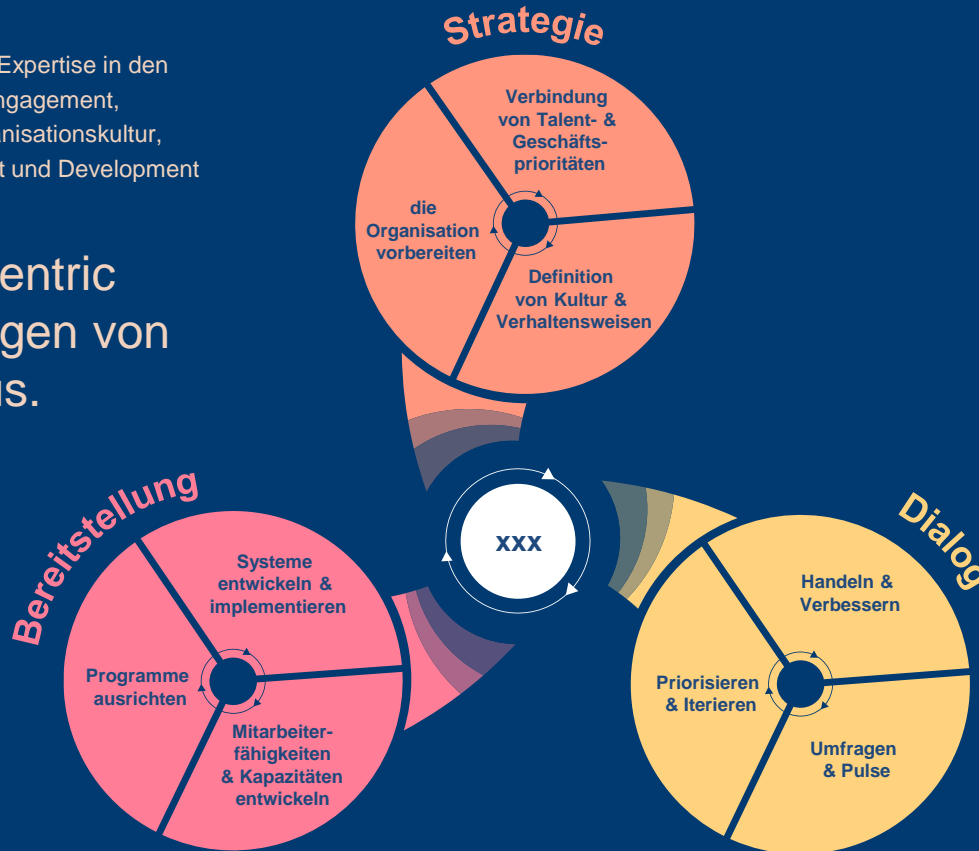 Expertise in den
ngagement,
anisationskultur,
t und Development
entric
gen von
us.
Strategie
Verbindung
von Talent- &
Geschäfts-
prioritäten
die
Organisation
vorbereiten
Definition
von Kultur &
Verhaltensweisen
xxx
Bereitstellung
Systeme
entwickeln &
implementieren
Programme
ausrichten
Mitarbeiter-
fähigkeiten
& Kapazitäten
entwickeln
Dialog
Handeln &
Verbessern
Priorisieren
& Iterieren
Umfragen
& Pulse